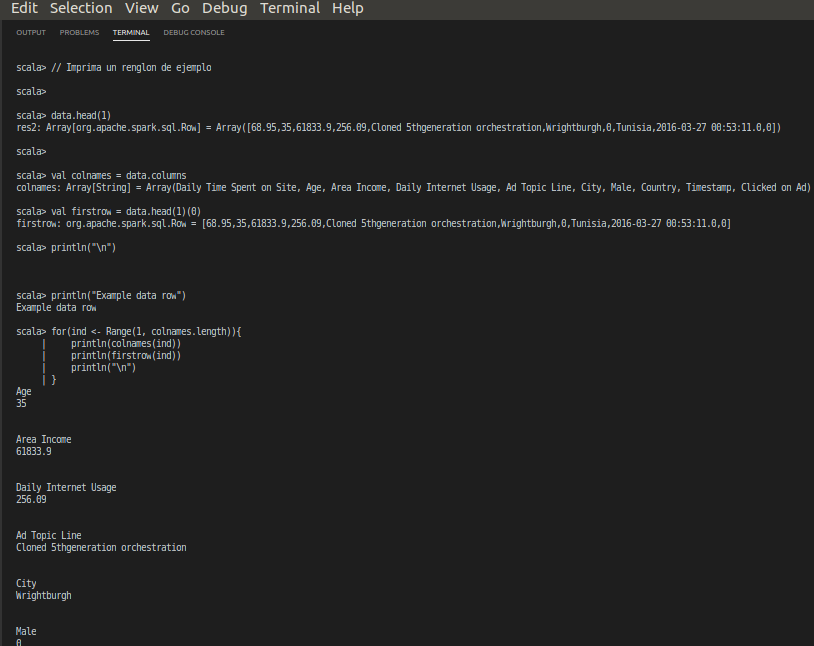 Edit Selection View Go Debug Terminal Help
OUTPUT PROBLEMS TERMINAL DEBUG CONSOLE
scala> // Imprima un renglon de ejemplo
scala>
scala> data.head(1)
res2: Array[org.apache.spark.sql.Row] = Array([68.95,35,61833.9,256.09,Cloned 5thgeneration orchestration,Wrightburgh,0,Tunisia,2016-03-27 00:53:11.0,0])
scala>
scala> val colnames = data.columns
colnames: Array[String] = Array(Daily Time Spent on Site, Age, Area Income, Daily Internet Usage, Ad Topic Line, City, Male, Country, Timestamp, Clicked on Ad)
scala> val firstrow = data.head(1)(0)
firstrow: org.apache.spark.sql.Row = [68.95,35,61833.9,256.09,Cloned 5thgeneration orchestration,Wrightburgh,0,Tunisia,2016-03-27 00:53:11.0,0]
scala> println("\n")
scala> println("Example data row")
Example data row
scala> for(ind <- Range(1, colnames.length)){
| println(colnames(ind))
| println(firstrow(ind))
| println("\n")
| }
Age
35
Area Income
61833.9
Daily Internet Usage
256.09
Ad Topic Line
Cloned 5thgeneration orchestration
City
Wrightburgh
Male
0